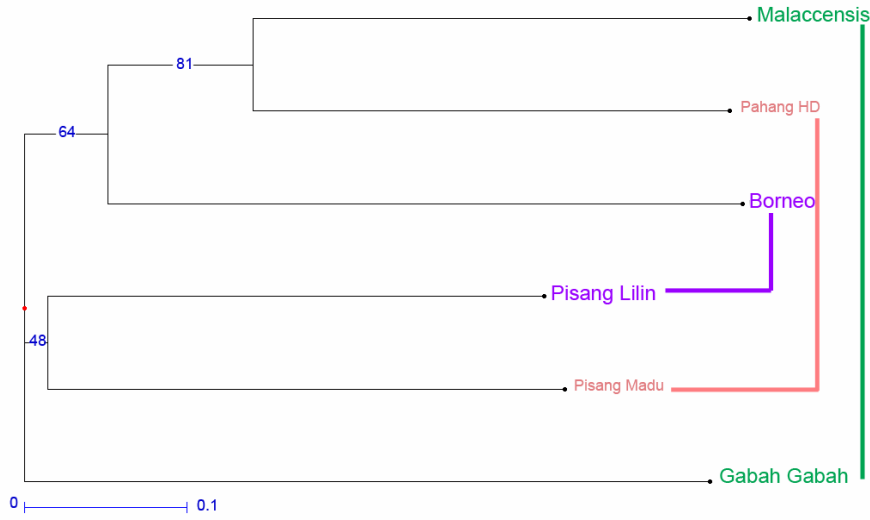 Malaccensis
81
Pahang HD
64
Borneo
Pisang Lilin
48
Pisang Madu
Gabah Gabah
0 0.1